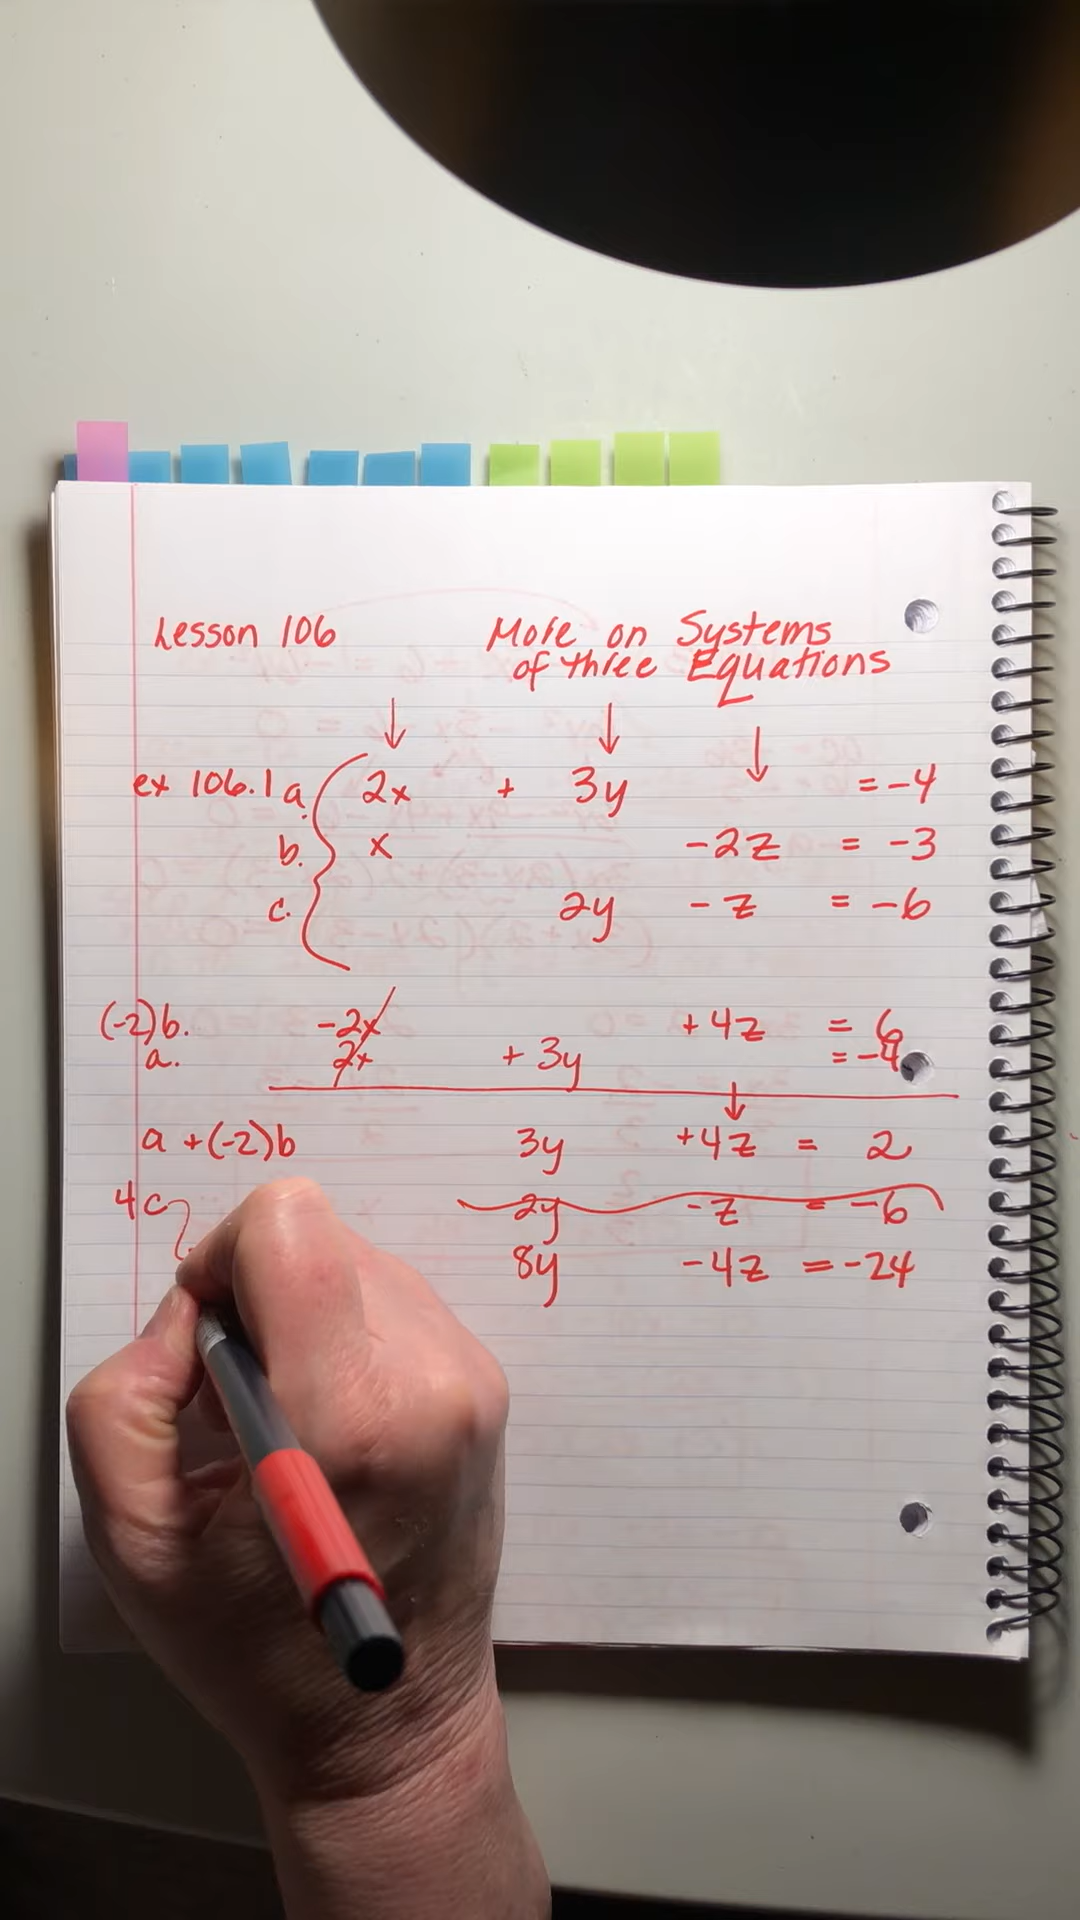 Lesson 106 More on Systems
of three Equations
ex 106.1 a. 2x + 3y = -4
b. x -2z = -3
c. 2y - z = -6
(-2)b. -2x +4z = 6
a. 2x + 3y = -4
a + (-2)b 3y +4z = 2
4c 2y - z = -6
8y -4z = -24